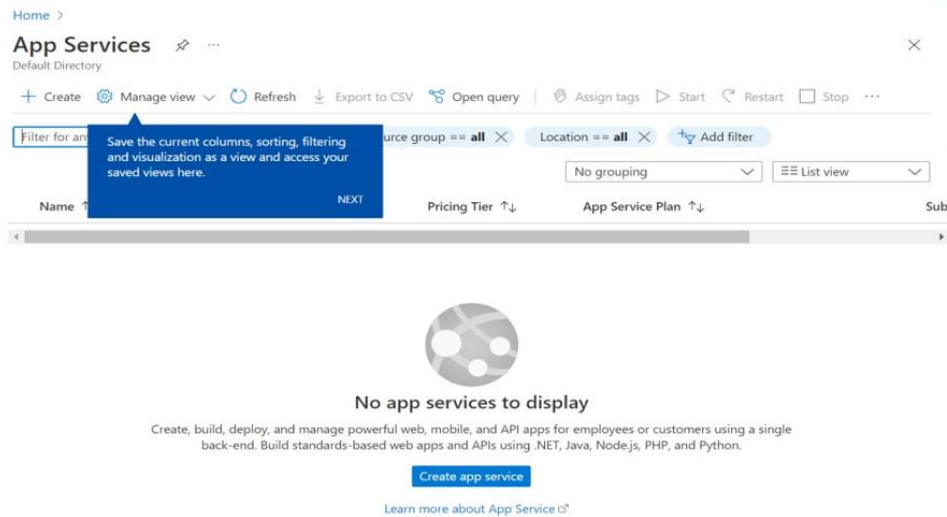 Home >
App Services ...
Default Directory
+ Create Manage view Refresh Export to CSV Open query Assign tags Start Restart Stop ...
Filter for an urce group == all Location == all Add filter
Save the current columns, sorting, filtering
and visualization as a view and access your
saved views here.
NEXT
No grouping List view
Name Pricing Tier App Service Plan Sub
No app services to display
Create, build, deploy, and manage powerful web, mobile, and API apps for employees or customers using a single
back-end. Build standards-based web apps and APIs using .NET, Java, Node.js, PHP, and Python.
Create app service
Learn more about App Service